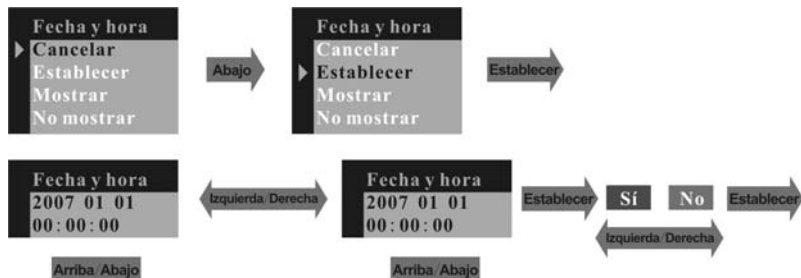 Fecha y hora
Cancelar
Establecer
Mostrar
No mostrar
Abajo
Fecha y hora
Cancelar
Establecer
Mostrar
No mostrar
Establecer
Fecha y hora
2007 01 01
00:00:00
Arriba/Abajo
Izquierda/Derecha
Fecha y hora
2007 01 01
00:00:00
Arriba/Abajo
Establecer
Sí No
Izquierda/Derecha
Establecer